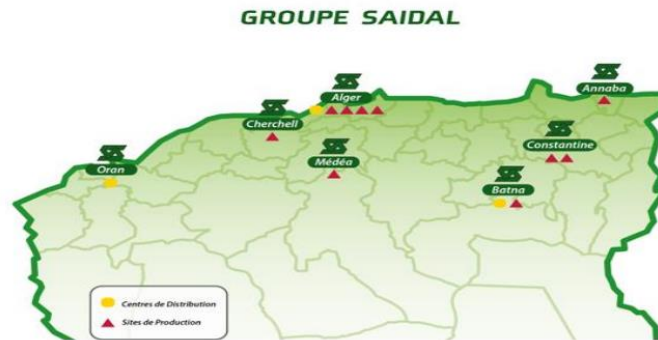 GROUPE SAIDAL
Annaba
Alger
Cherchell
Constantine
Médéa
Oran
Batna
Centres de Distribution
Sites de Production